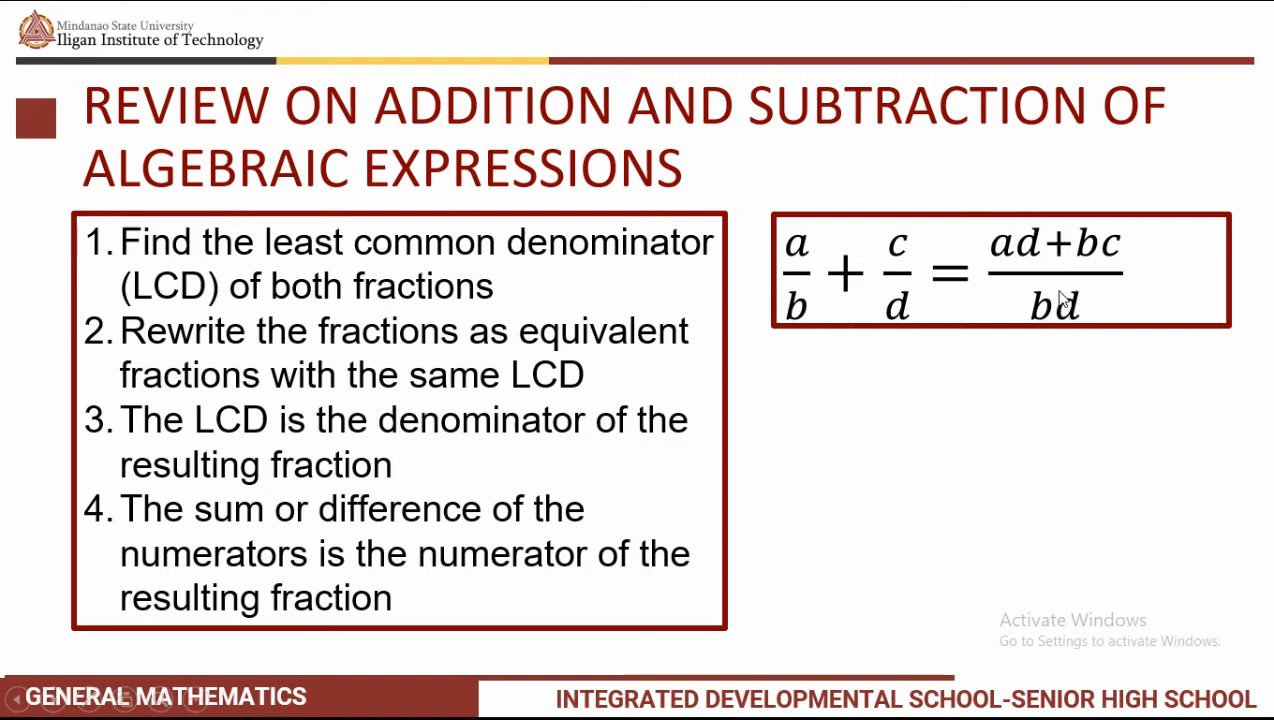 Mindanao State University
Iligan Institute of Technology
REVIEW ON ADDITION AND SUBTRACTION OF
ALGEBRAIC EXPRESSIONS
1. Find the least common denominator
(LCD) of both fractions
2. Rewrite the fractions as equivalent
fractions with the same LCD
3. The LCD is the denominator of the
resulting fraction
4. The sum or difference of the
numerators is the numerator of the
resulting fraction
a/b + c/d = ad+bc/bd
Activate Windows
Go to Settings to activate Windows.
GENERAL MATHEMATICS
INTEGRATED DEVELOPMENTAL SCHOOL-SENIOR HIGH SCHOOL